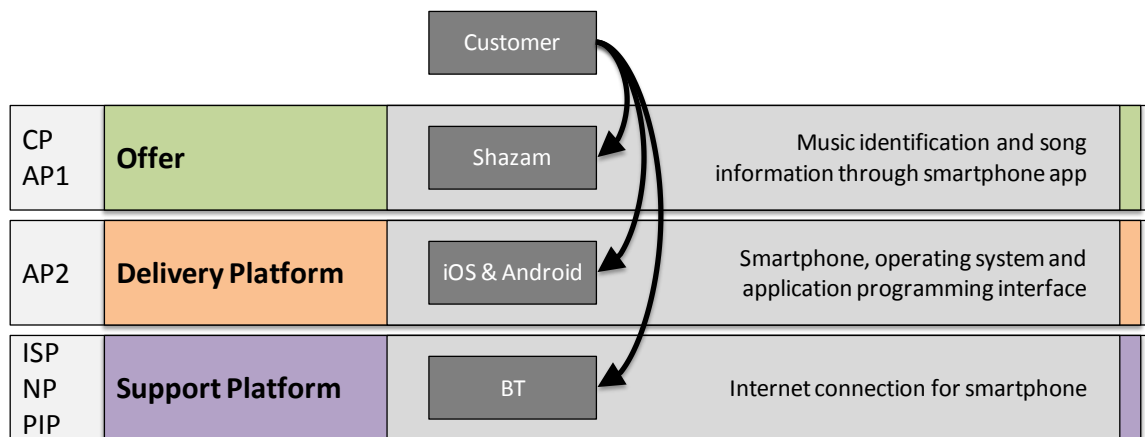 Customer
CP
AP1
Offer
Shazam
Music identification and song
information through smartphone app
AP2
Delivery Platform
iOS & Android
Smartphone, operating system and
application programming interface
ISP
NP
PIP
Support Platform
BT
Internet connection for smartphone